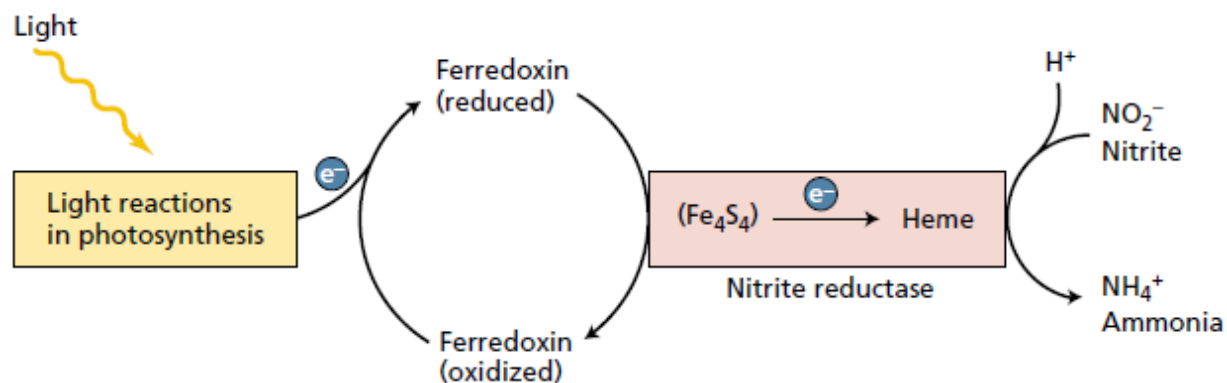 Light
Light reactions
in photosynthesis
e⁻
Ferredoxin
(reduced)
Ferredoxin
(oxidized)
(Fe₄S₄)
e⁻
Heme
Nitrite reductase
H⁺
NO₂⁻
Nitrite
NH₄⁺
Ammonia